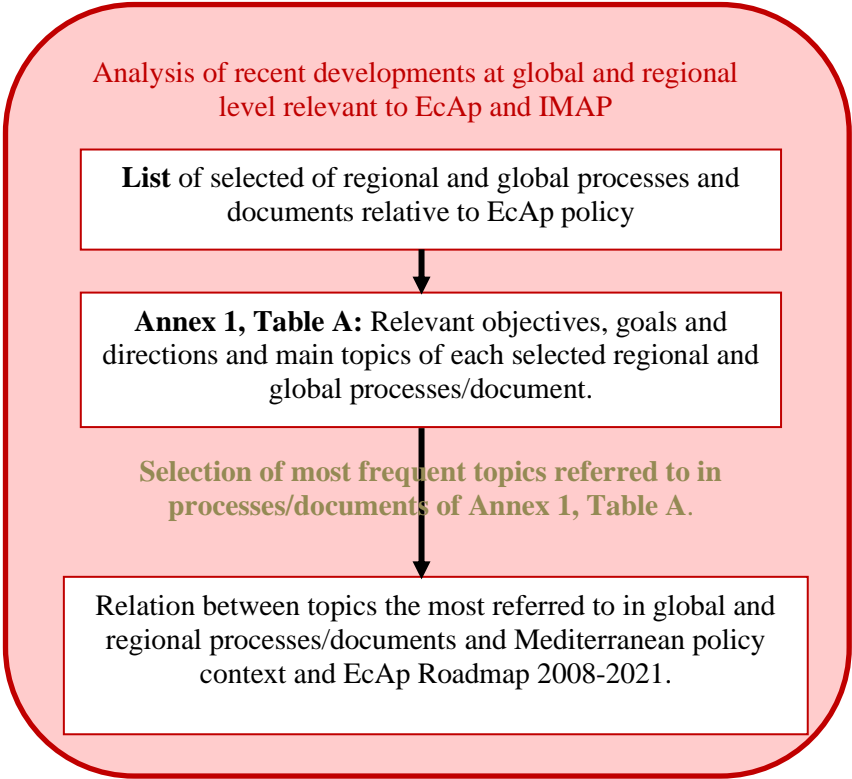 Analysis of recent developments at global and regional
level relevant to EcAp and IMAP
List of selected of regional and global processes and
documents relative to EcAp policy
Annex 1, Table A: Relevant objectives, goals and
directions and main topics of each selected regional and
global processes/document.
Selection of most frequent topics referred to in
processes/documents of Annex 1, Table A.
Relation between topics the most referred to in global and
regional processes/documents and Mediterranean policy
context and EcAp Roadmap 2008-2021.